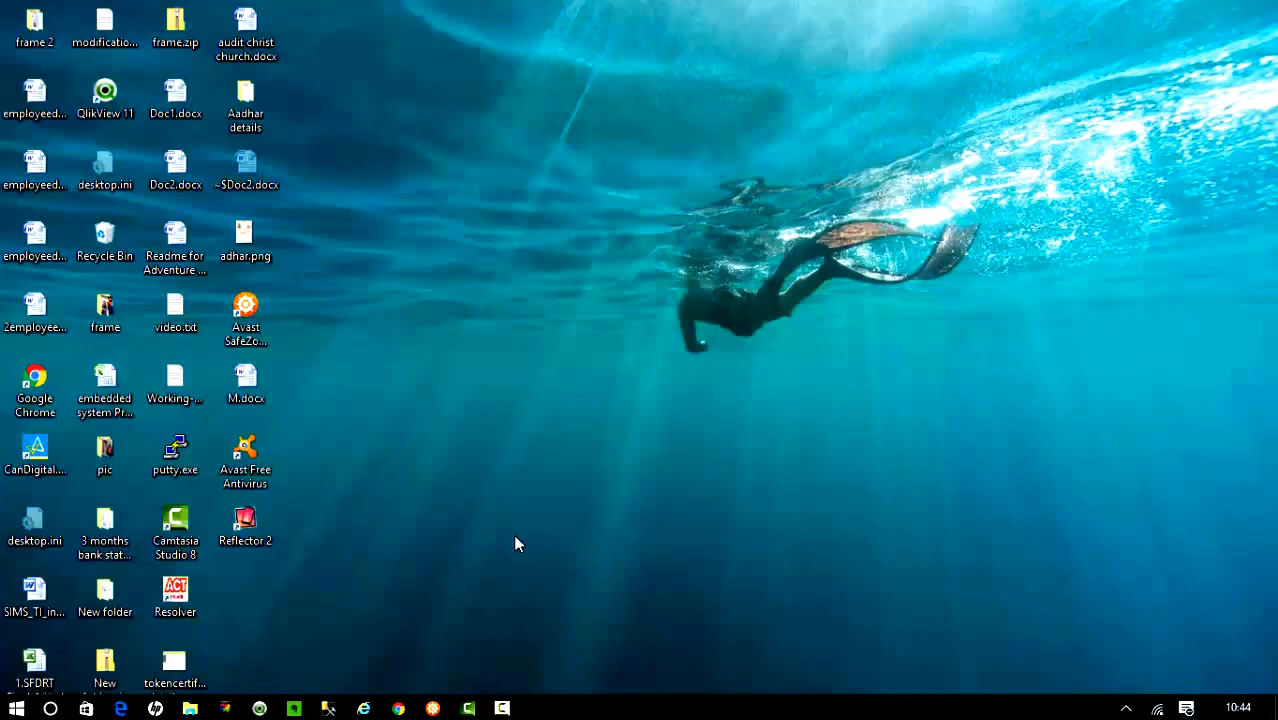 frame 2
modificatio...
frame.zip
audit christ
church.docx
employeed...
QlikView 11
Doc1.docx
Aadhar
details
employeed...
desktop.ini
Doc2.docx
~$Doc2.docx
employeed...
Recycle Bin
Readme for
Adventure ...
adhar.png
2employee...
frame
video.txt
Avast
SafeZo...
Google
Chrome
embedded
system Pr...
Working-...
M.docx
CanDigital....
pic
putty.exe
Avast Free
Antivirus
desktop.ini
3 months
bank stat...
Camtasia
Studio 8
Reflector 2
SIMS_TI_in...
New folder
ACT
Resolver
1.SFDRT
New
tokencertif...
10:44